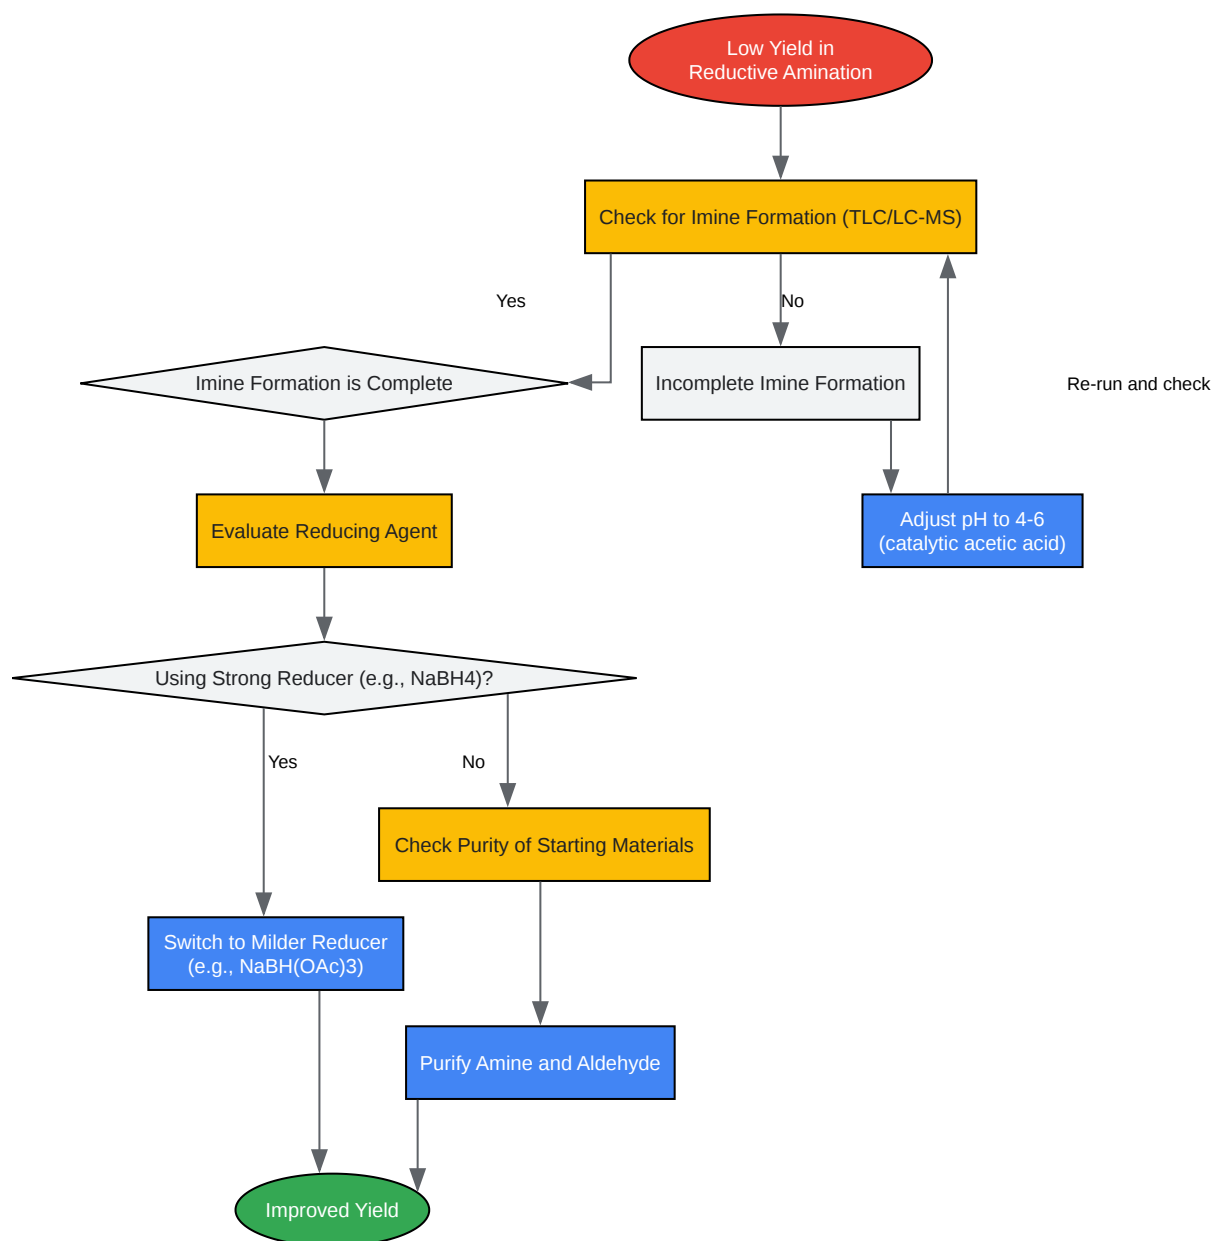 Low Yield in
Reductive Amination
Check for Imine Formation (TLC/LC-MS)
Yes
No
Imine Formation is Complete
Incomplete Imine Formation
Re-run and check
Evaluate Reducing Agent
Adjust pH to 4-6
(catalytic acetic acid)
Using Strong Reducer (e.g., NaBH4)?
Yes
No
Check Purity of Starting Materials
Switch to Milder Reducer
(e.g., NaBH(OAc)3)
Purify Amine and Aldehyde
Improved Yield